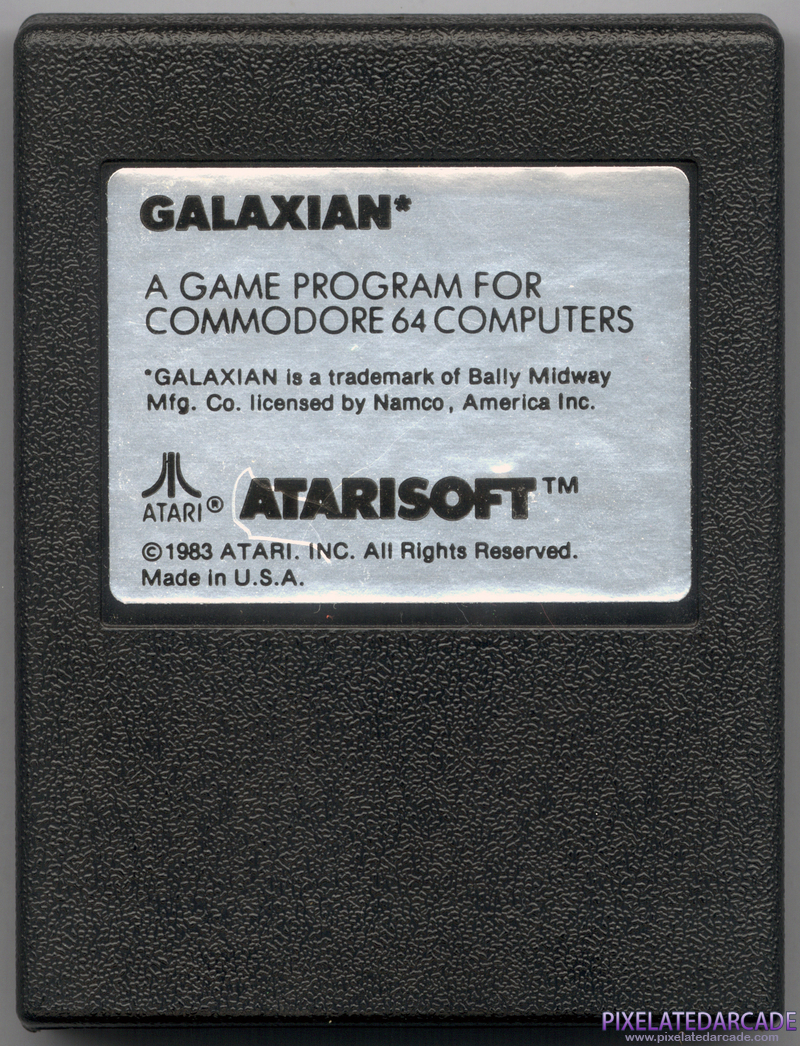 GALAXIAN*
A GAME PROGRAM FOR
COMMODORE 64 COMPUTERS
*GALAXIAN is a trademark of Bally Midway
Mfg. Co. licensed by Namco, America Inc.
ATARI® ATARISOFT™
©1983 ATARI. INC. All Rights Reserved.
Made in U.S.A.
PIXELATEDARCADE
www.pixelatedarcade.com